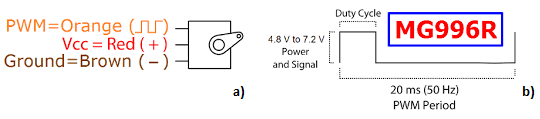 PWM=Orange (⎍⎍)
Vcc = Red (+)
Ground=Brown (−)
a)
Duty Cycle
MG996R
4.8 V to 7.2 V
Power
and Signal
20 ms (50 Hz)
PWM Period
b)